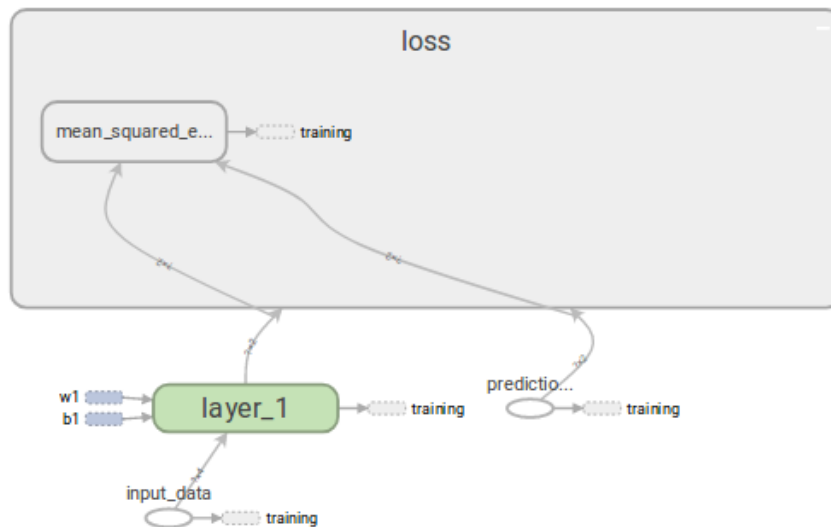 loss
mean_squared_e...
training
w1
b1
layer_1
training
predictio...
training
input_data
training